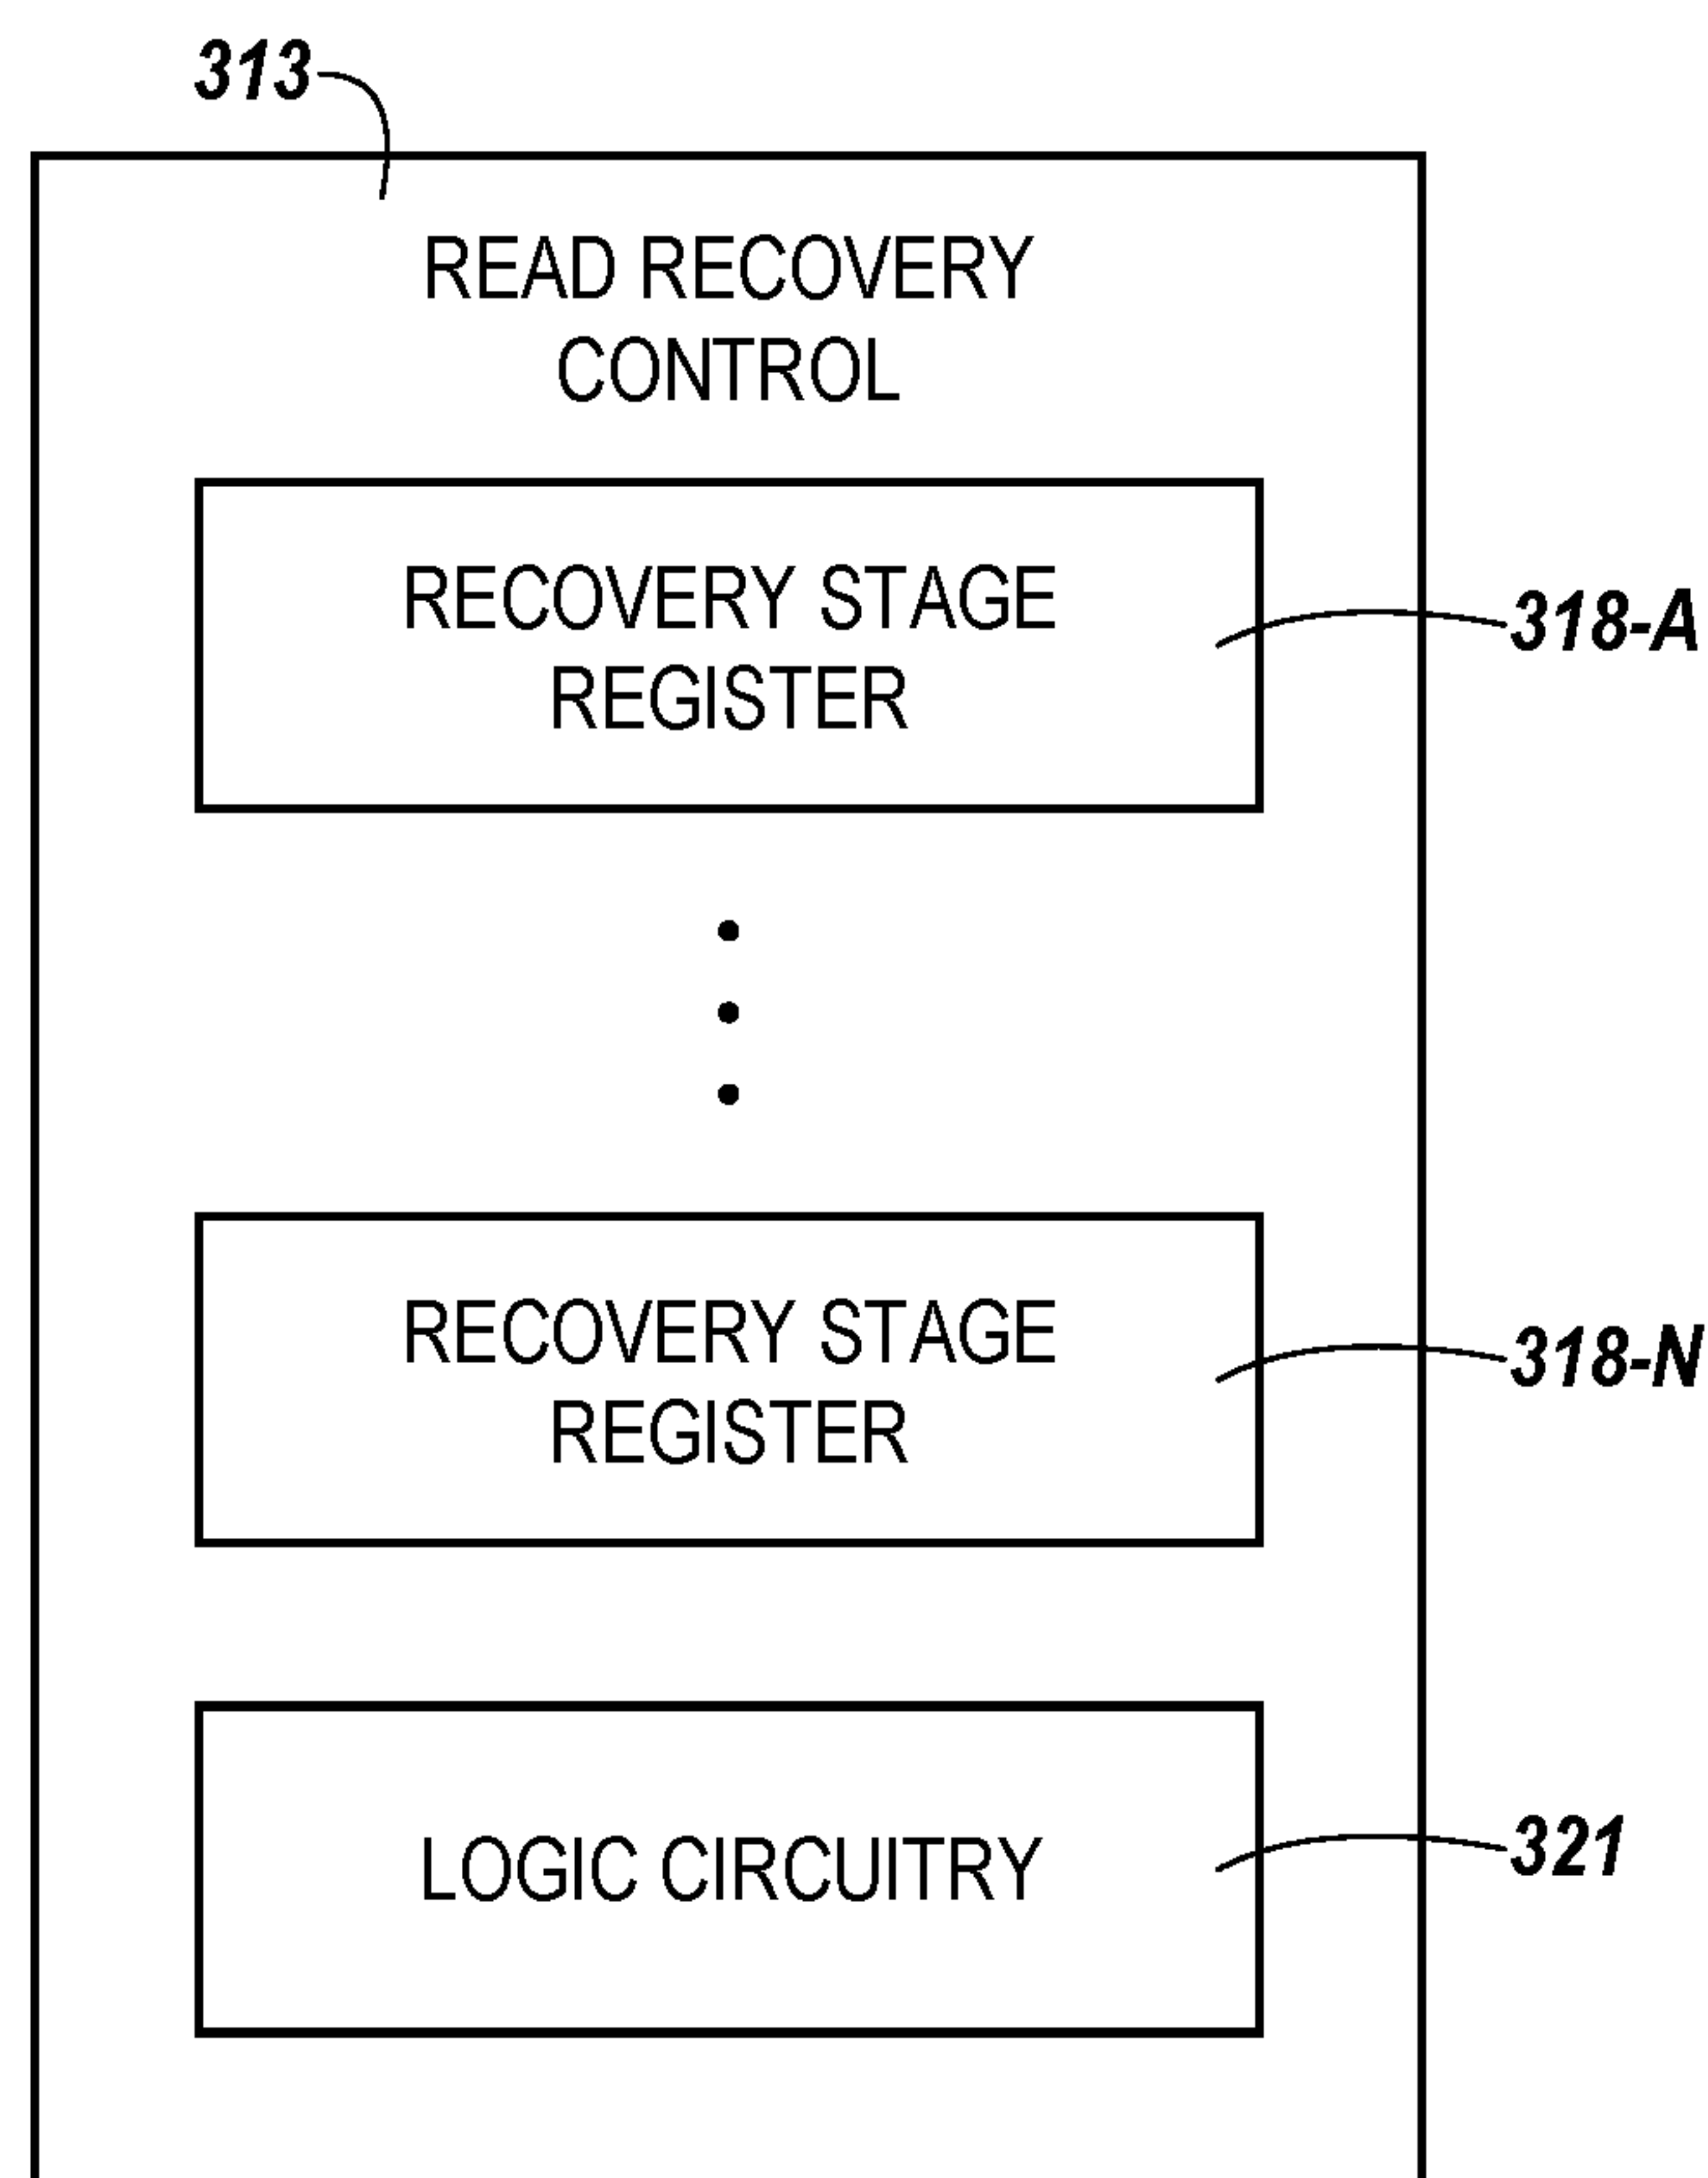 313
READ RECOVERY
CONTROL
RECOVERY STAGE
REGISTER
318-A
RECOVERY STAGE
REGISTER
318-N
LOGIC CIRCUITRY
321